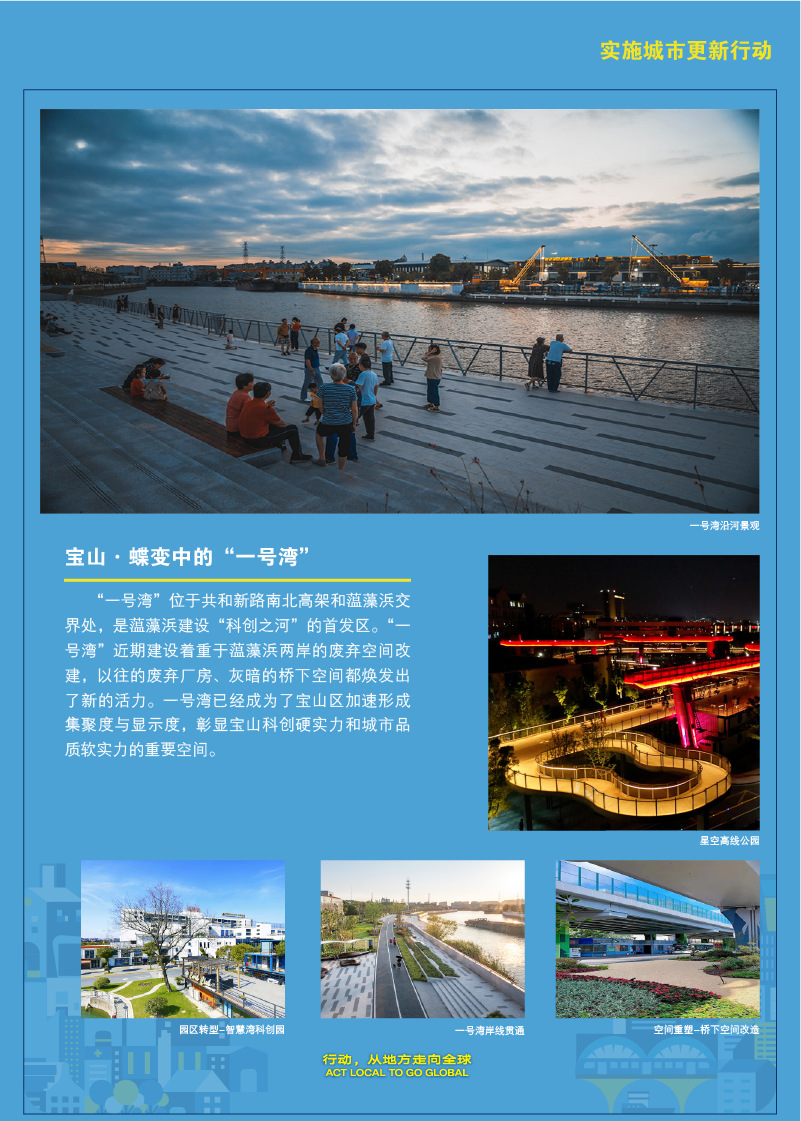 实施城市更新行动
一号湾沿河景观
宝山·蝶变中的“一号湾”
“一号湾”位于共和新路南北高架和蕰藻浜交
界处，是蕰藻浜建设“科创之河”的首发区。“一
号湾”近期建设着重于蕰藻浜两岸的废弃空间改
建，以往的废弃厂房、灰暗的桥下空间都焕发出
了新的活力。一号湾已经成为了宝山区加速形成
集聚度与显示度，彰显宝山科创硬实力和城市品
质软实力的重要空间。
星空高线公园
园区转型-智慧湾科创园
一号湾岸线贯通
空间重塑-桥下空间改造
行动，从地方走向全球
ACT LOCAL TO GO GLOBAL